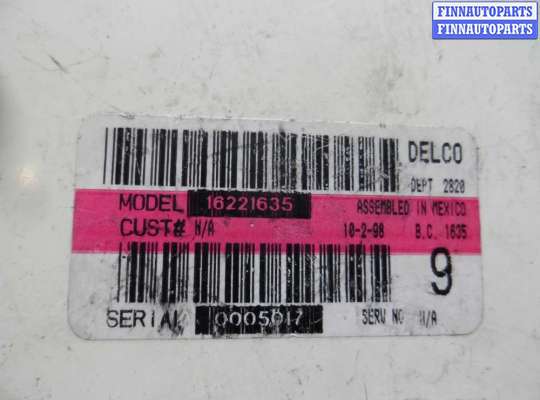 FINNAUTOPARTS
FINNAUTOPARTS
DELCO
DEPT 2820
MODEL 16221635 ASSEMBLED IN MEXICO
CUST# N/A 10-2-98 B.C. 1635
9
SERIAL 0005017 SERV NO N/A